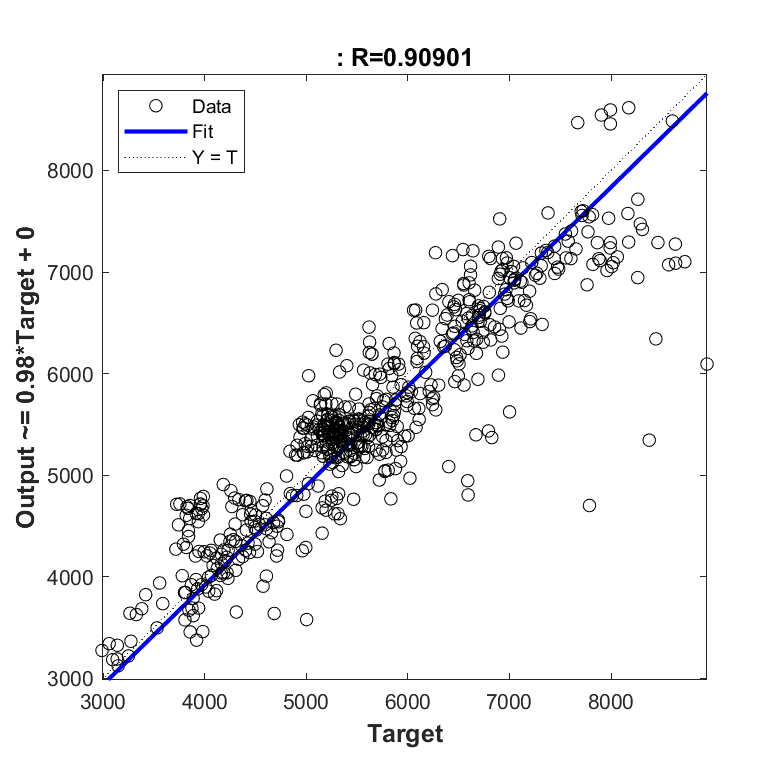 : R=0.90901
Data
Fit
Y = T
Output ~= 0.98*Target + 0
8000
7000
6000
5000
4000
3000
3000 4000 5000 6000 7000 8000
Target